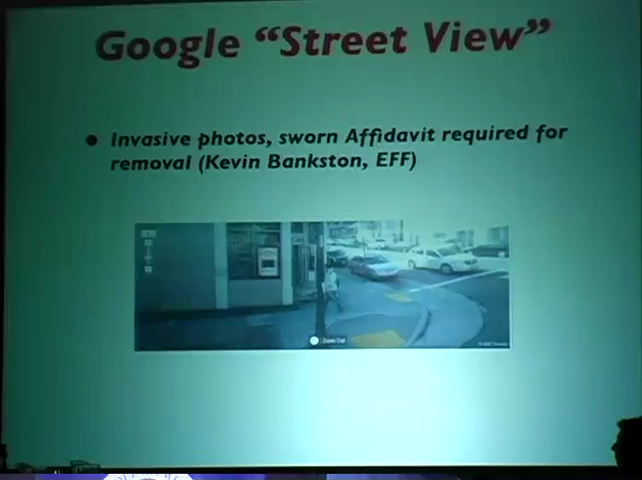 Google “Street View”
● Invasive photos, sworn Affidavit required for
removal (Kevin Bankston, EFF)
Zoom Out